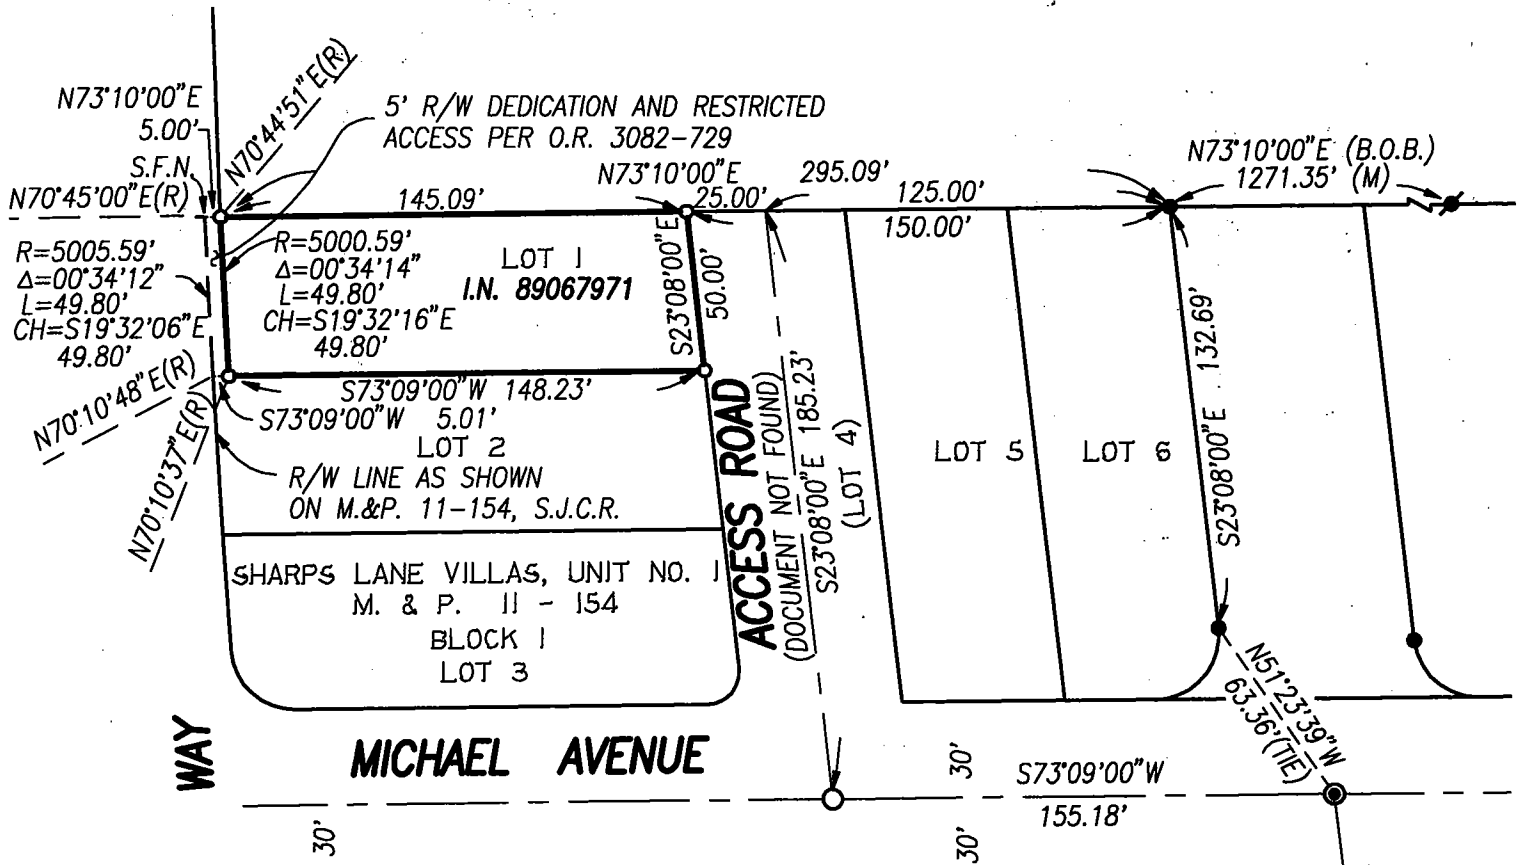 N73°10'00"E
5.00'
S.F.N.
N70°45'00"E(R)
N70°44'51"E(R)
5' R/W DEDICATION AND RESTRICTED
ACCESS PER O.R. 3082-729
N73°10'00"E
25.00'
295.09'
145.09'
125.00'
150.00'
N73°10'00"E (B.O.B.)
1271.35' (M)
R=5005.59'
Δ=00°34'12"
L=49.80'
CH=S19°32'06"E
49.80'
R=5000.59'
Δ=00°34'14"
L=49.80'
CH=S19°32'16"E
49.80'
LOT 1
I.N. 89067971
S23°08'00"E
50.00'
N70°10'48"E(R)
N70°10'37"E(R)
S73°09'00"W 148.23'
S73°09'00"W 5.01'
LOT 2
R/W LINE AS SHOWN
ON M.&P. 11-154, S.J.C.R.
SHARPS LANE VILLAS, UNIT NO. 1
M. & P. 11 - 154
BLOCK 1
LOT 3
ACCESS ROAD
(DOCUMENT NOT FOUND)
S23°08'00"E 185.23'
(LOT 4)
LOT 5
LOT 6
S23°08'00"E 132.69'
N51°23'39"W
63.36'(TIE)
WAY
MICHAEL AVENUE
30'
30'
30'
S73°09'00"W
155.18'